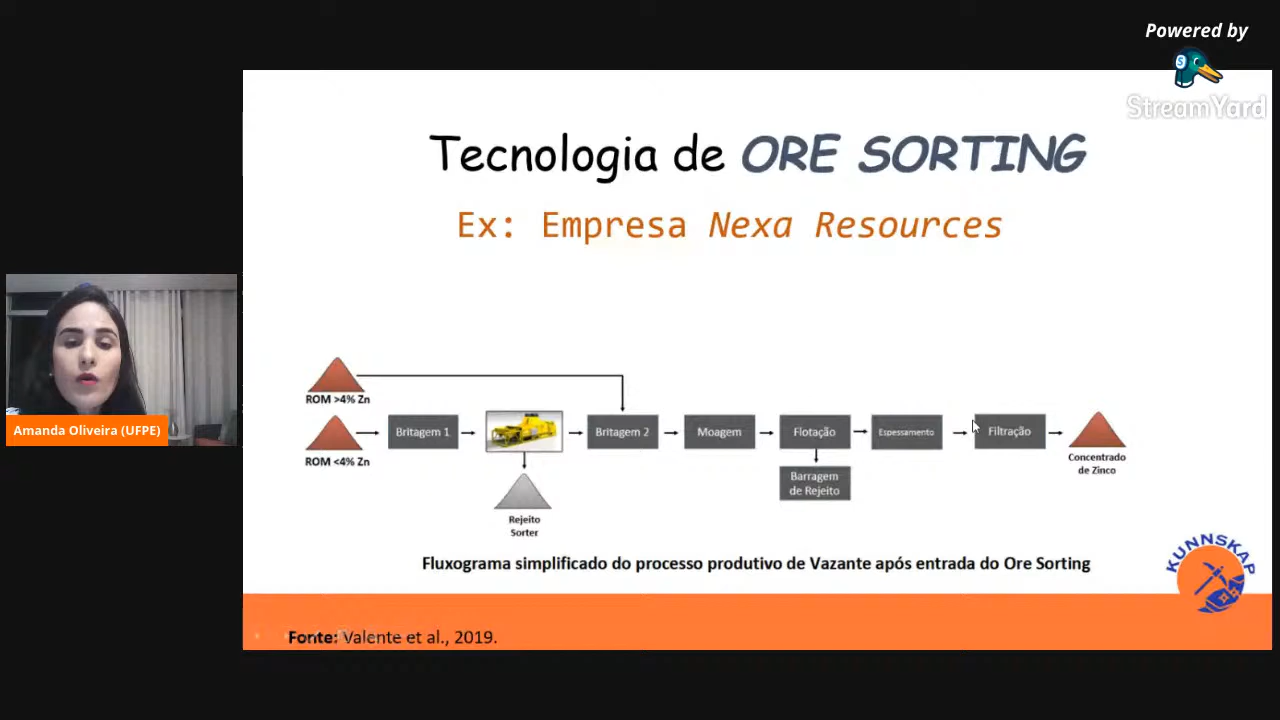 Powered by
StreamYard
Tecnologia de ORE SORTING
Ex: Empresa Nexa Resources
ROM >4% Zn
ROM <4% Zn
Britagem 1
Britagem 2
Moagem
Flotação
Espessamento
Filtração
Concentrado
de Zinco
Barragem
de Rejeito
Rejeito
Sorter
Fluxograma simplificado do processo produtivo de Vazante após entrada do Ore Sorting
KUNNSKAP
Fonte: Valente et al., 2019.
Amanda Oliveira (UFPE)